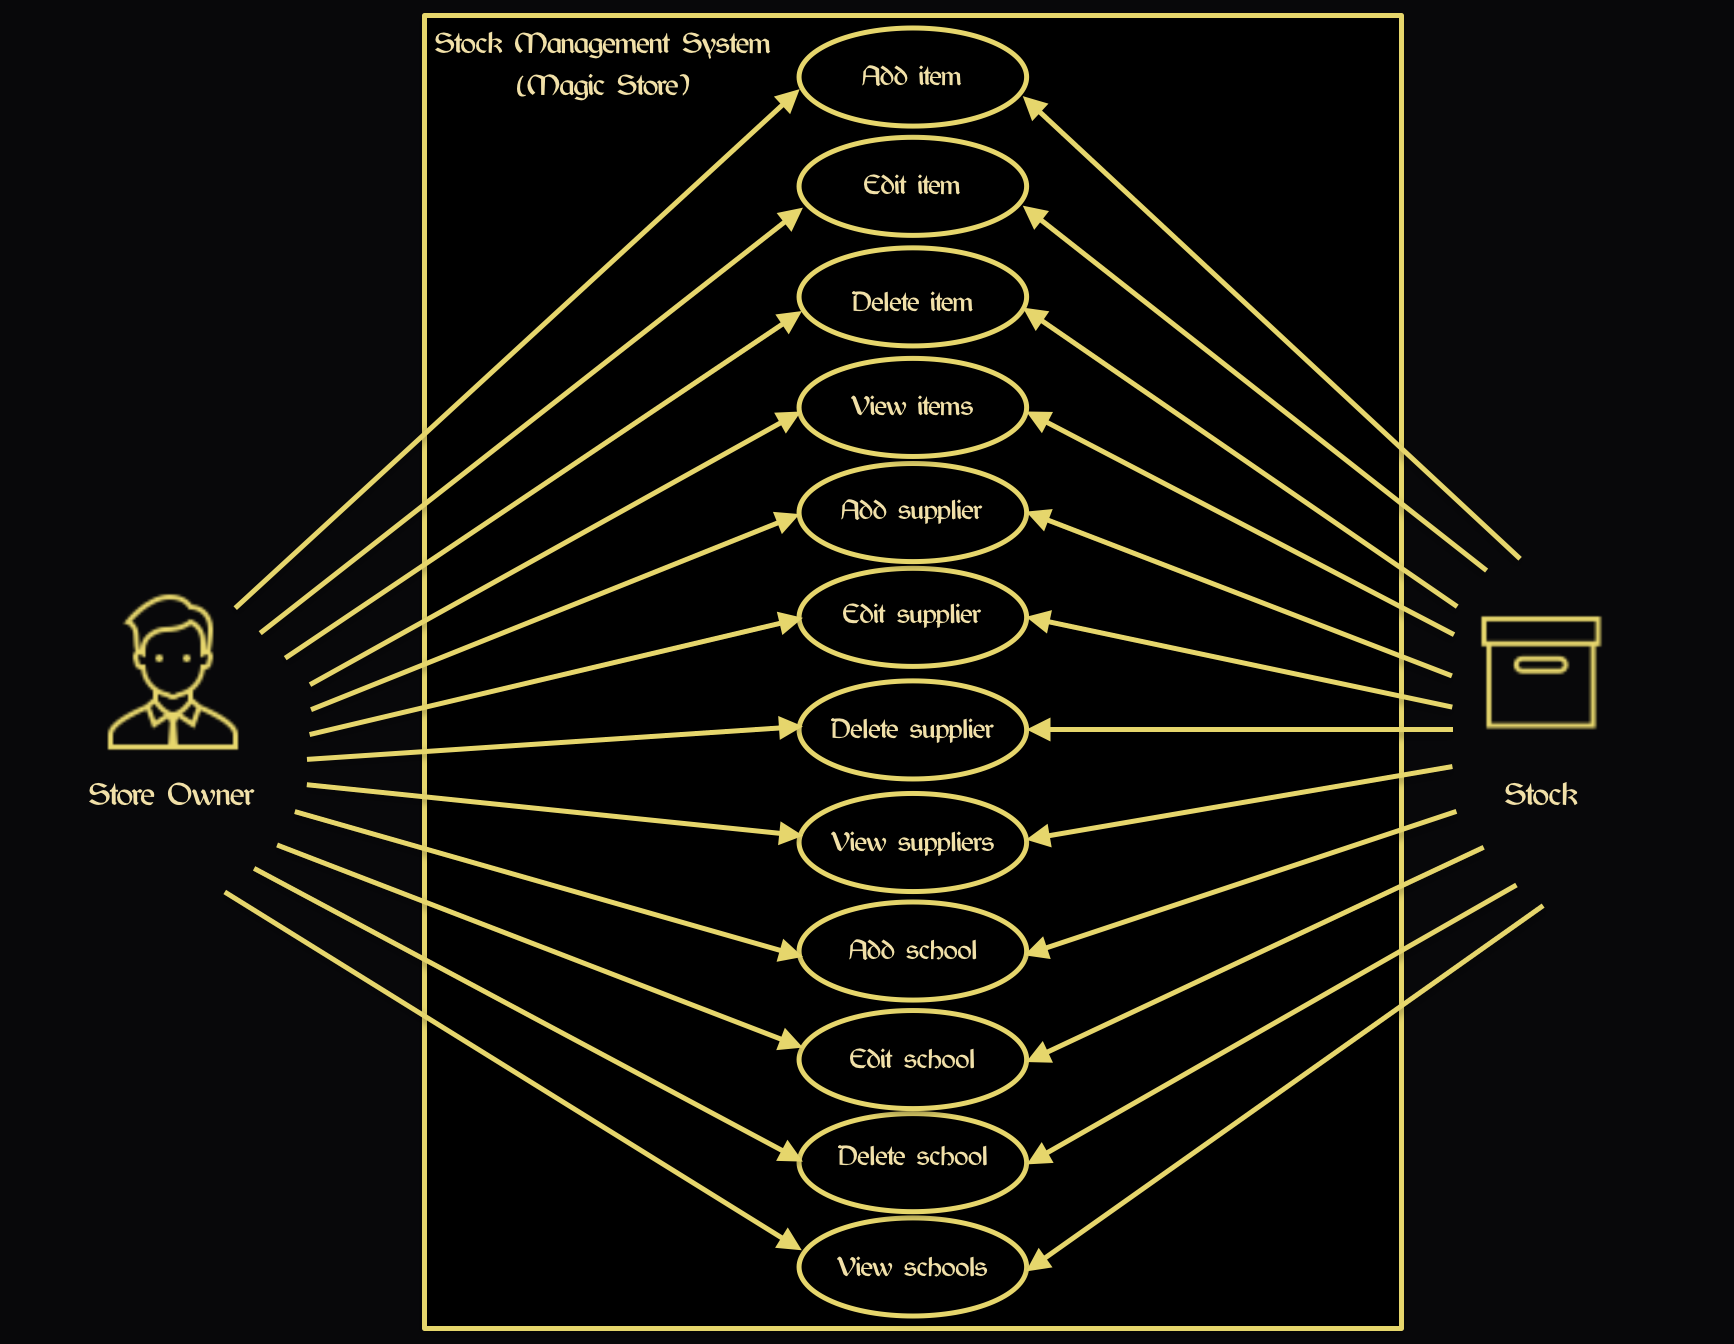 Stock Management System
(Magic Store)
Add item
Edit item
Delete item
View items
Add supplier
Edit supplier
Delete supplier
View suppliers
Add school
Edit school
Delete school
View schools
Store Owner
Stock